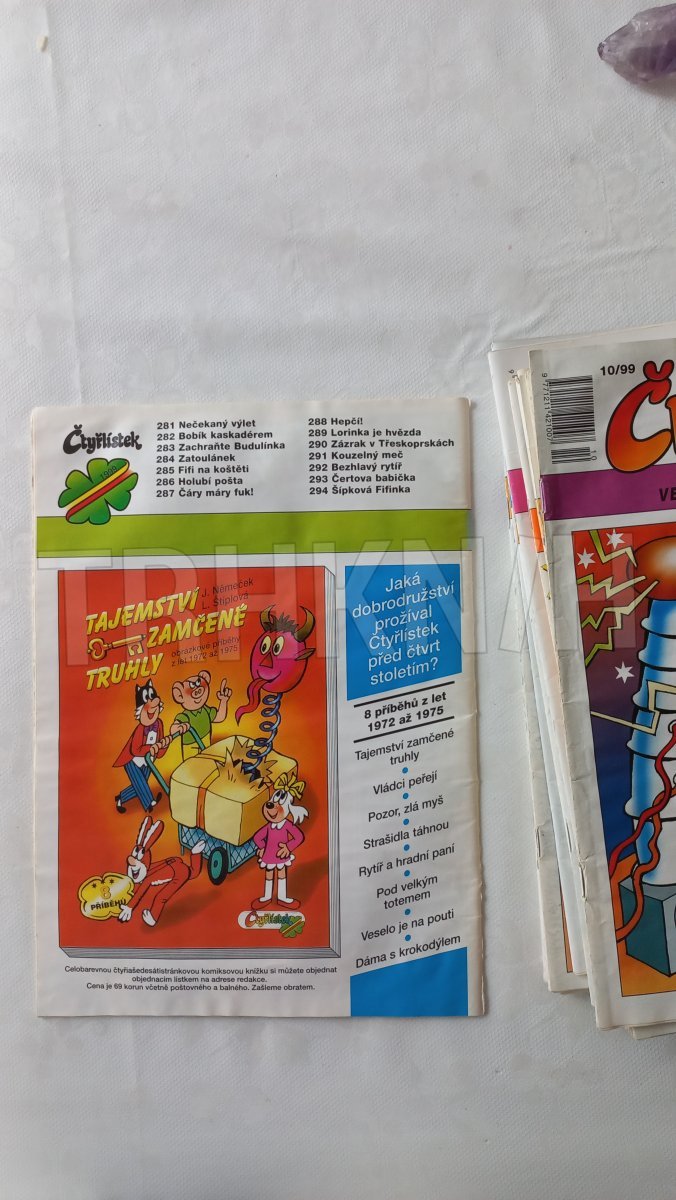 Čtyřlístek
1999
281 Nečekaný výlet
282 Bobík kaskadérem
283 Zachraňte Budulínka
284 Zatoulánek
285 Fifi na koštěti
286 Holubí pošta
287 Čáry máry fuk!
288 Hepčí!
289 Lorinka je hvězda
290 Zázrak v Třeskoprskách
291 Kouzelný meč
292 Bezhlavý rytíř
293 Čertova babička
294 Šípková Fifinka
J. Němeček
L. Štíplová
TAJEMSTVÍ
ZAMČENÉ
TRUHLY
obrázkové příběhy
z let 1972 až 1975
8
PŘÍBĚHŮ
Čtyřlístek
Jaká
dobrodružství
prožíval
Čtyřlístek
před čtvrt
stoletím?
8 příběhů z let
1972 až 1975
Tajemství zamčené
truhly
Vládci peřejí
Pozor, zlá myš
Strašidla táhnou
Rytíř a hradní paní
Pod velkým
totemem
Veselo je na pouti
Dáma s krokodýlem
Celobarevnou čtyřiašedesátistránkovou komiksovou knížku si můžete objednat
objednacím lístkem na adrese redakce.
Cena je 69 korun včetně poštovného a balného. Zašleme obratem.
10/99
10
VE